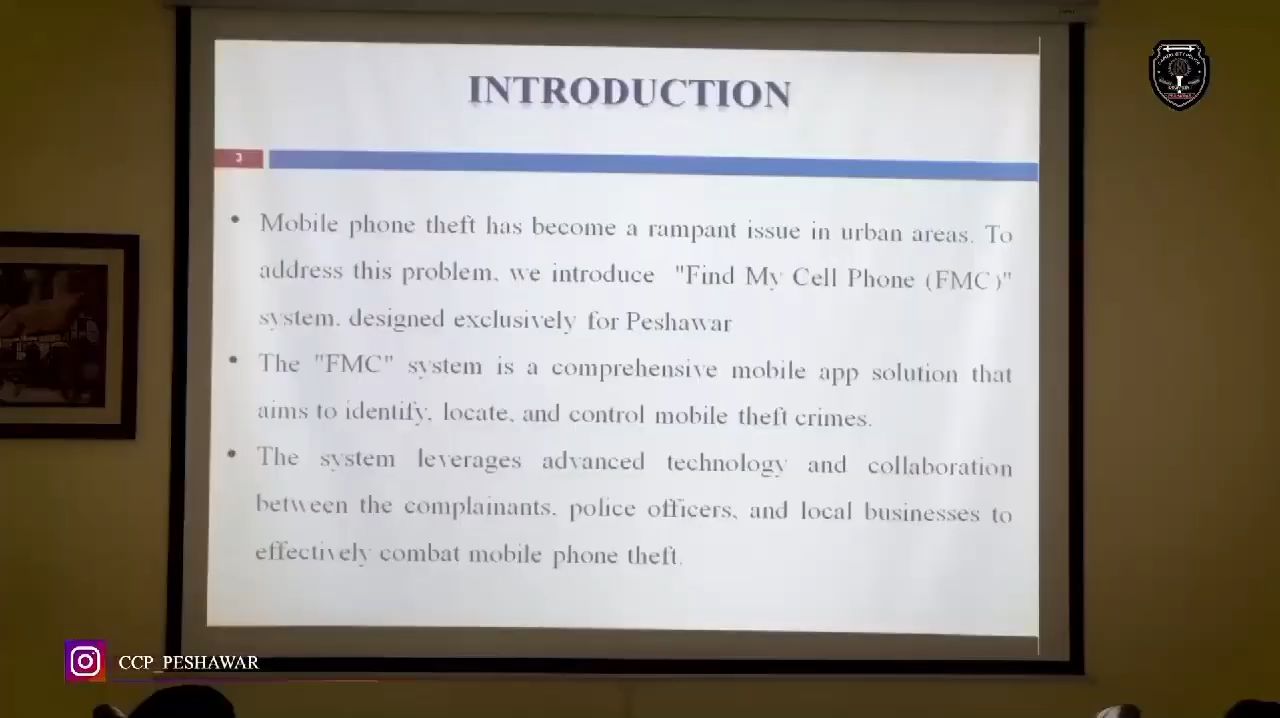 INTRODUCTION
3
• Mobile phone theft has become a rampant issue in urban areas. To
address this problem, we introduce "Find My Cell Phone (FMC)"
system, designed exclusively for Peshawar
• The "FMC" system is a comprehensive mobile app solution that
aims to identify, locate, and control mobile theft crimes.
• The system leverages advanced technology and collaboration
between the complainants, police officers, and local businesses to
effectively combat mobile phone theft.
CCP_PESHAWAR